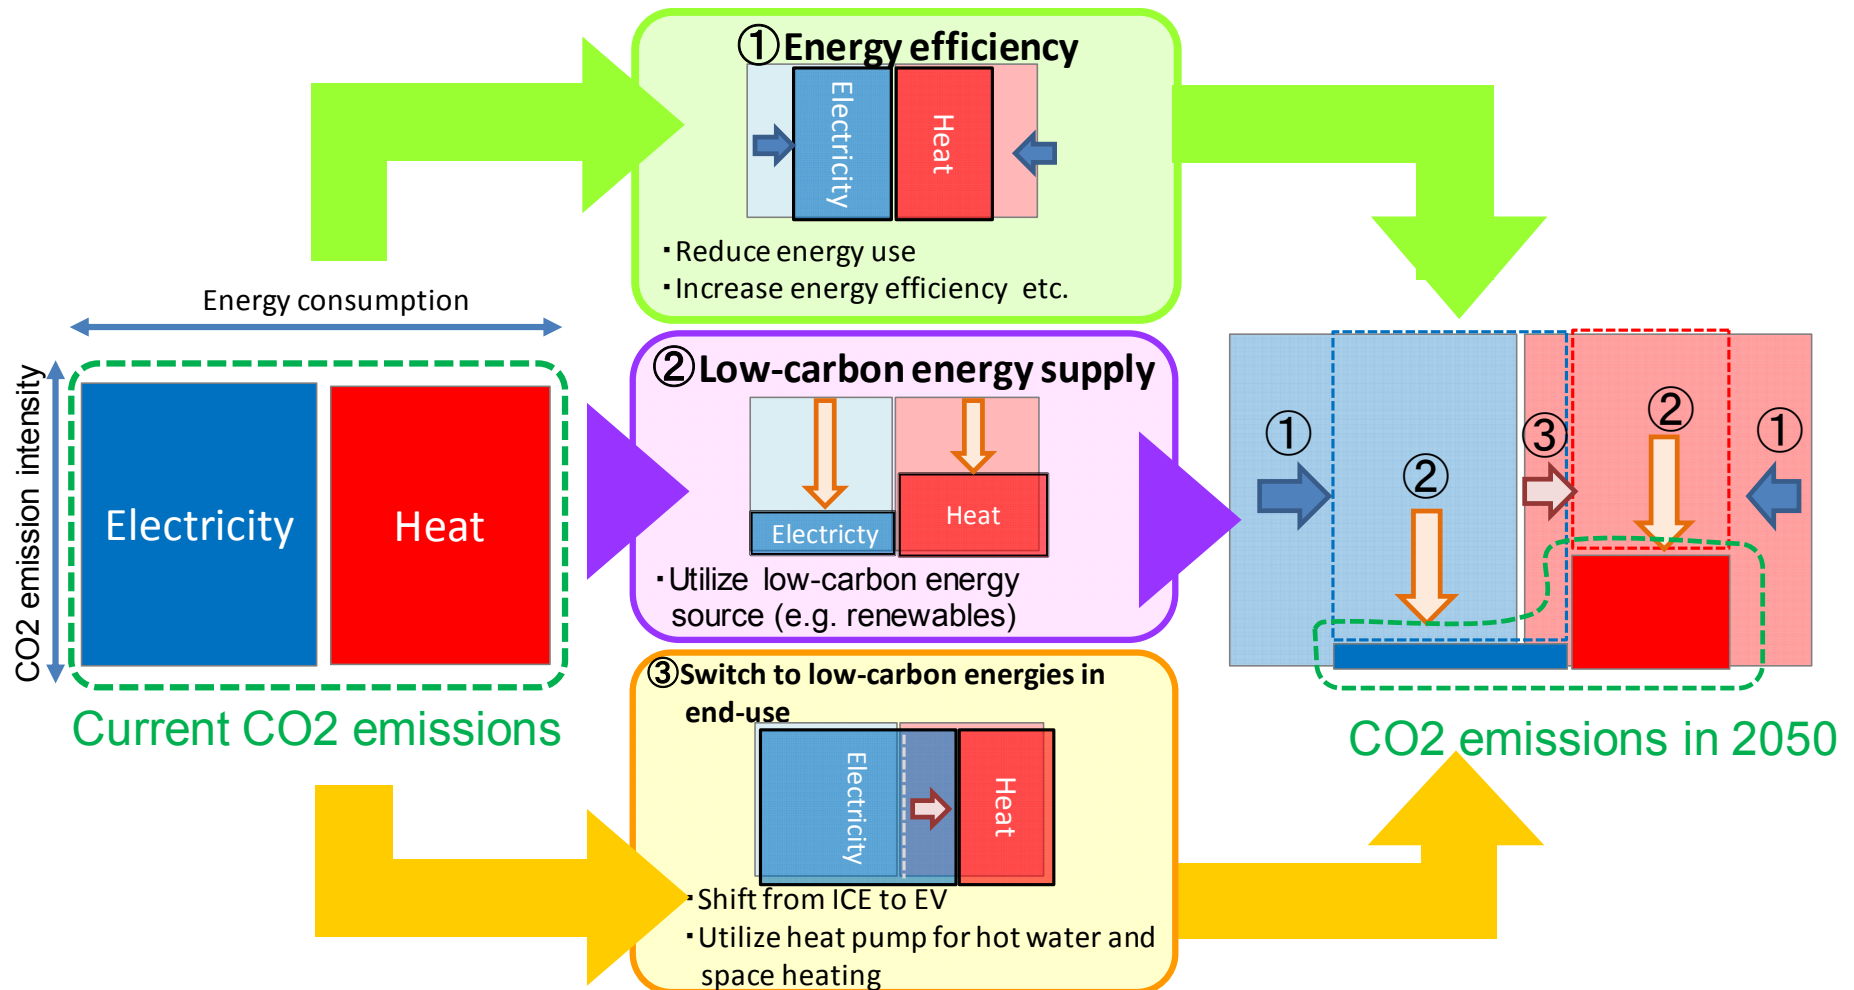 ①Energy efficiency
Electricity
Heat
・Reduce energy use
・Increase energy efficiency etc.
Energy consumption
CO2 emission intensity
Electricity
Heat
Current CO2 emissions
②Low-carbon energy supply
Electricty
Heat
・Utilize low-carbon energy
source (e.g. renewables)
③Switch to low-carbon energies in
end-use
Electricity
Heat
・Shift from ICE to EV
・Utilize heat pump for hot water and
space heating
①
②
③
②
①
CO2 emissions in 2050